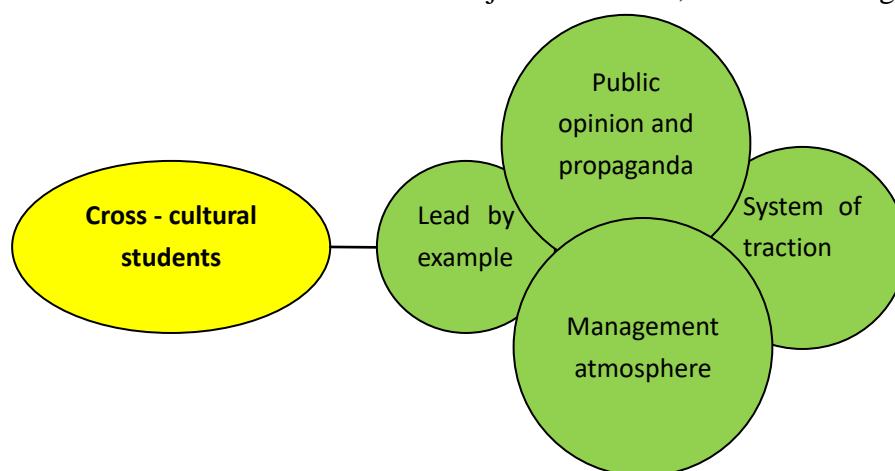 Public
opinion and
propaganda
Cross - cultural
students
Lead by
example
System of
traction
Management
atmosphere